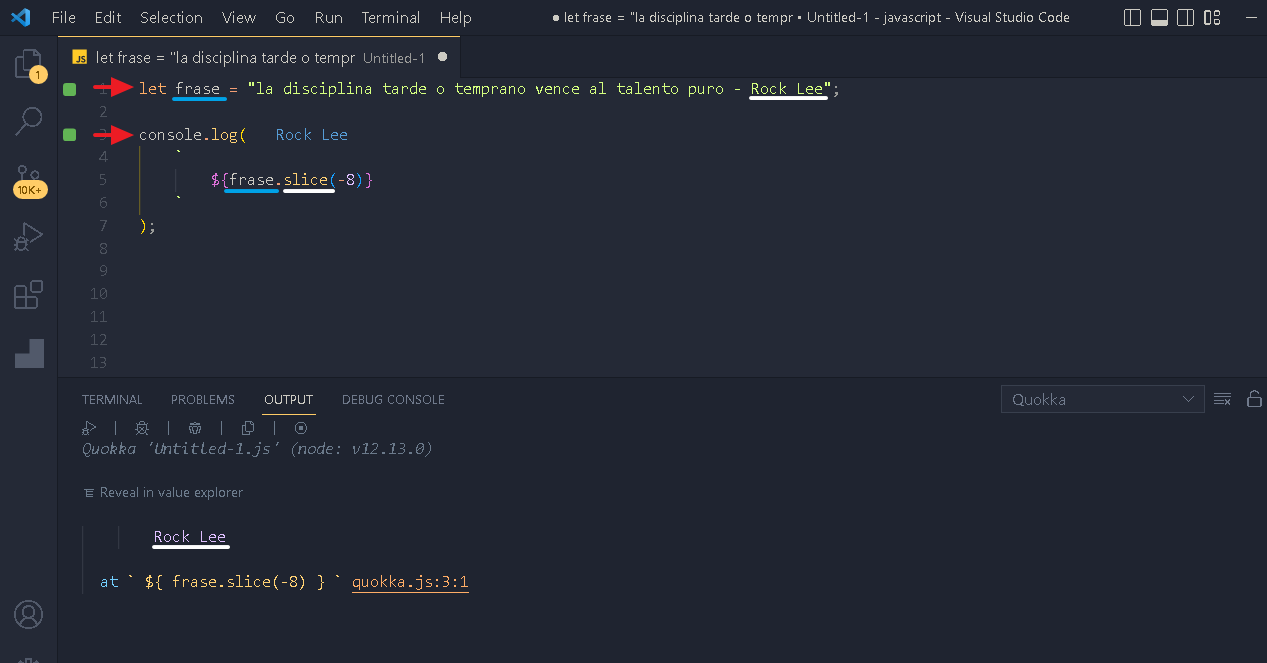 File Edit Selection View Go Run Terminal Help
● let frase = "la disciplina tarde o tempr • Untitled-1 - javascript - Visual Studio Code
JS let frase = "la disciplina tarde o tempr Untitled-1 ●
1
10K+
1 let frase = "la disciplina tarde o temprano vence al talento puro - Rock Lee";
2
3 console.log( Rock Lee
4 `
5 ${frase.slice(-8)}
6 `
7 );
8
9
10
11
12
13
TERMINAL PROBLEMS OUTPUT DEBUG CONSOLE
Quokka
Quokka 'Untitled-1.js' (node: v12.13.0)
Reveal in value explorer
Rock Lee
at ` ${ frase.slice(-8) } ` quokka.js:3:1